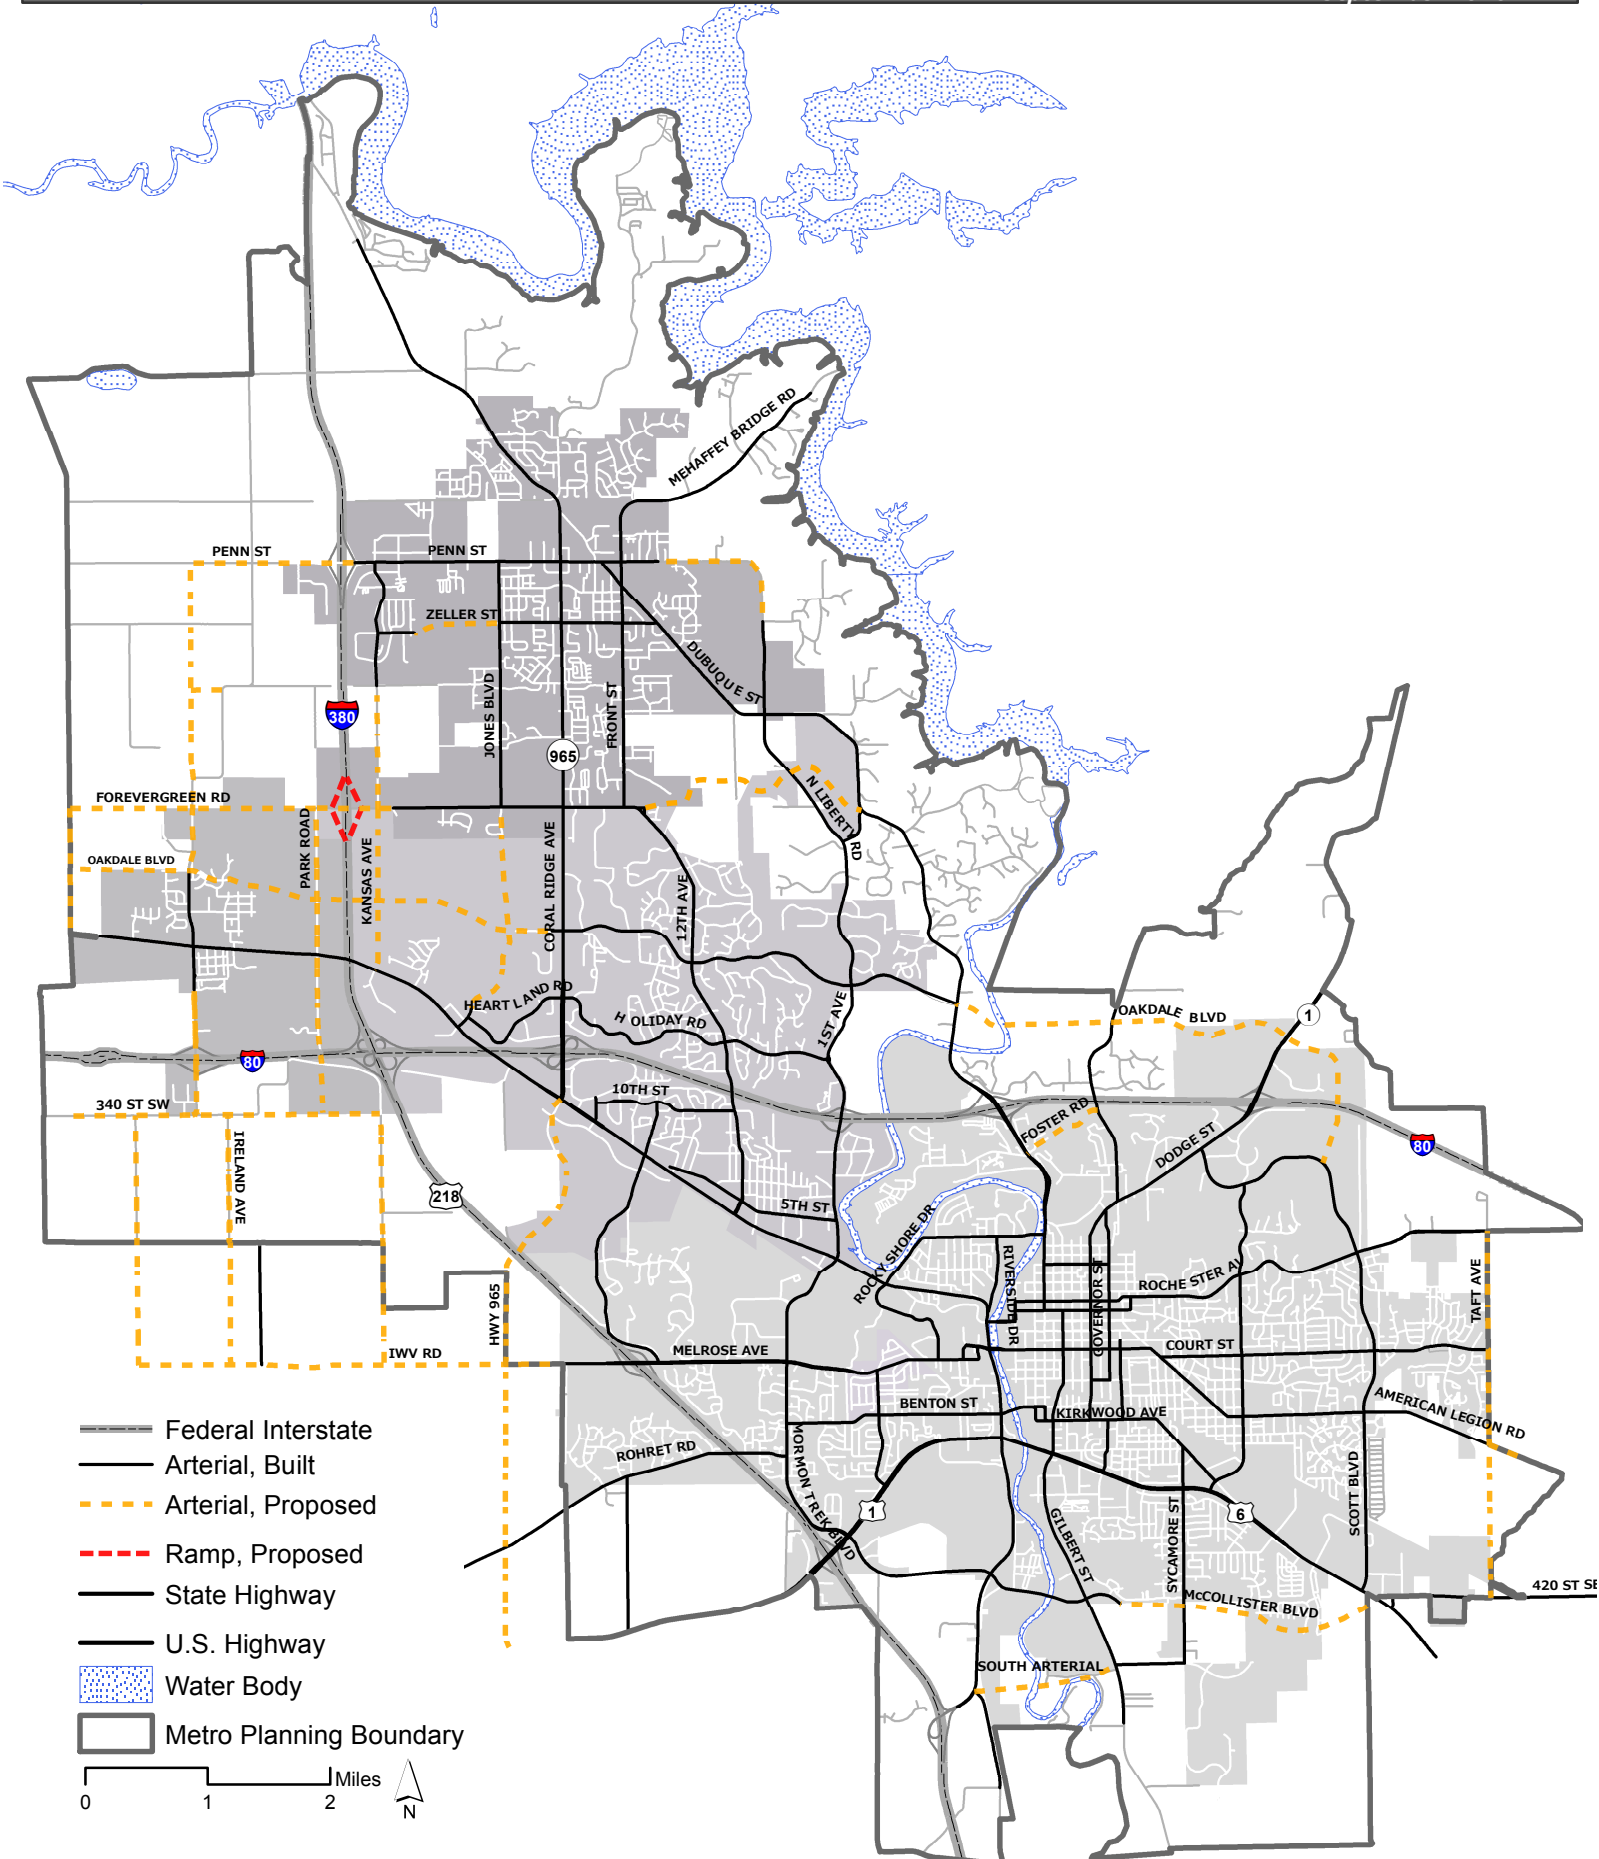 MEHAFFEY BRIDGE RD
PENN ST
PENN ST
ZELLER ST
DUBUQUE ST
JONES BLVD
FRONT ST
380
965
FOREVERGREEN RD
N LIBERTY RD
PARK ROAD
OAKDALE BLVD
KANSAS AVE
CORAL RIDGE AVE
12TH AVE
HEARTLAND RD
HOLIDAY RD
1ST AVE
OAKDALE BLVD
1
80
10TH ST
340 ST SW
FOSTER RD
DODGE ST
80
IRELAND AVE
218
5TH ST
ROCKY SHORE DR
RIVERSIDE DR
GOVERNOR ST
ROCHESTER AV
TAFT AVE
HWY 965
IWV RD
MELROSE AVE
COURT ST
BENTON ST
KIRKWOOD AVE
AMERICAN LEGION RD
ROHRET RD
MORMON TREK BLVD
SCOTT BLVD
1
6
GILBERT ST
SYCAMORE ST
McCOLLISTER BLVD
420 ST SE
SOUTH ARTERIAL
Federal Interstate
Arterial, Built
Arterial, Proposed
Ramp, Proposed
State Highway
U.S. Highway
Water Body
Metro Planning Boundary
Miles
0 1 2
N